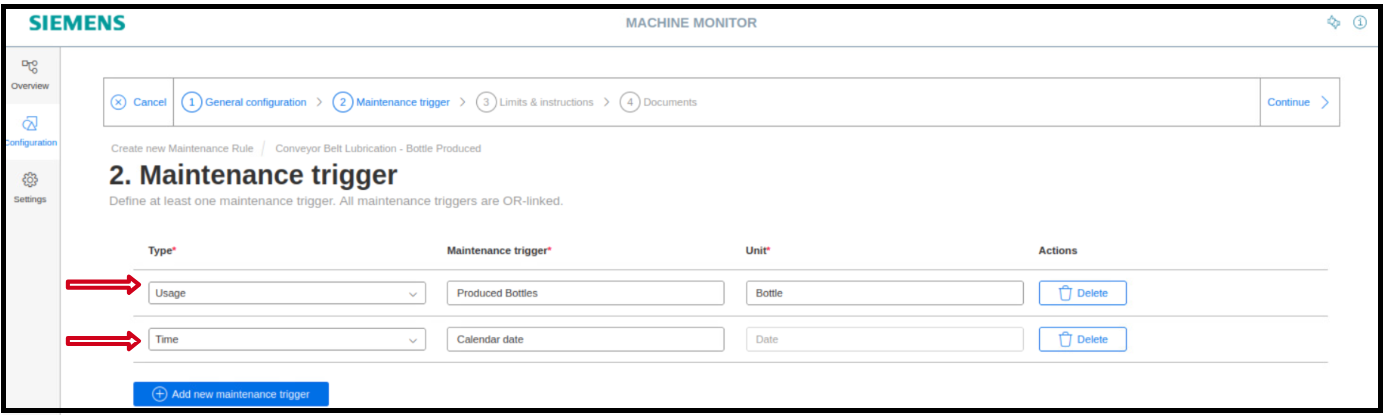 SIEMENS MACHINE MONITOR
Overview
Configuration
Settings
Cancel 1 General configuration > 2 Maintenance trigger > 3 Limits & instructions > 4 Documents Continue >
Create new Maintenance Rule / Conveyor Belt Lubrication - Bottle Produced
2. Maintenance trigger
Define at least one maintenance trigger. All maintenance triggers are OR-linked.
Type* Maintenance trigger* Unit* Actions
Usage Produced Bottles Bottle Delete
Time Calendar date Date Delete
Add new maintenance trigger